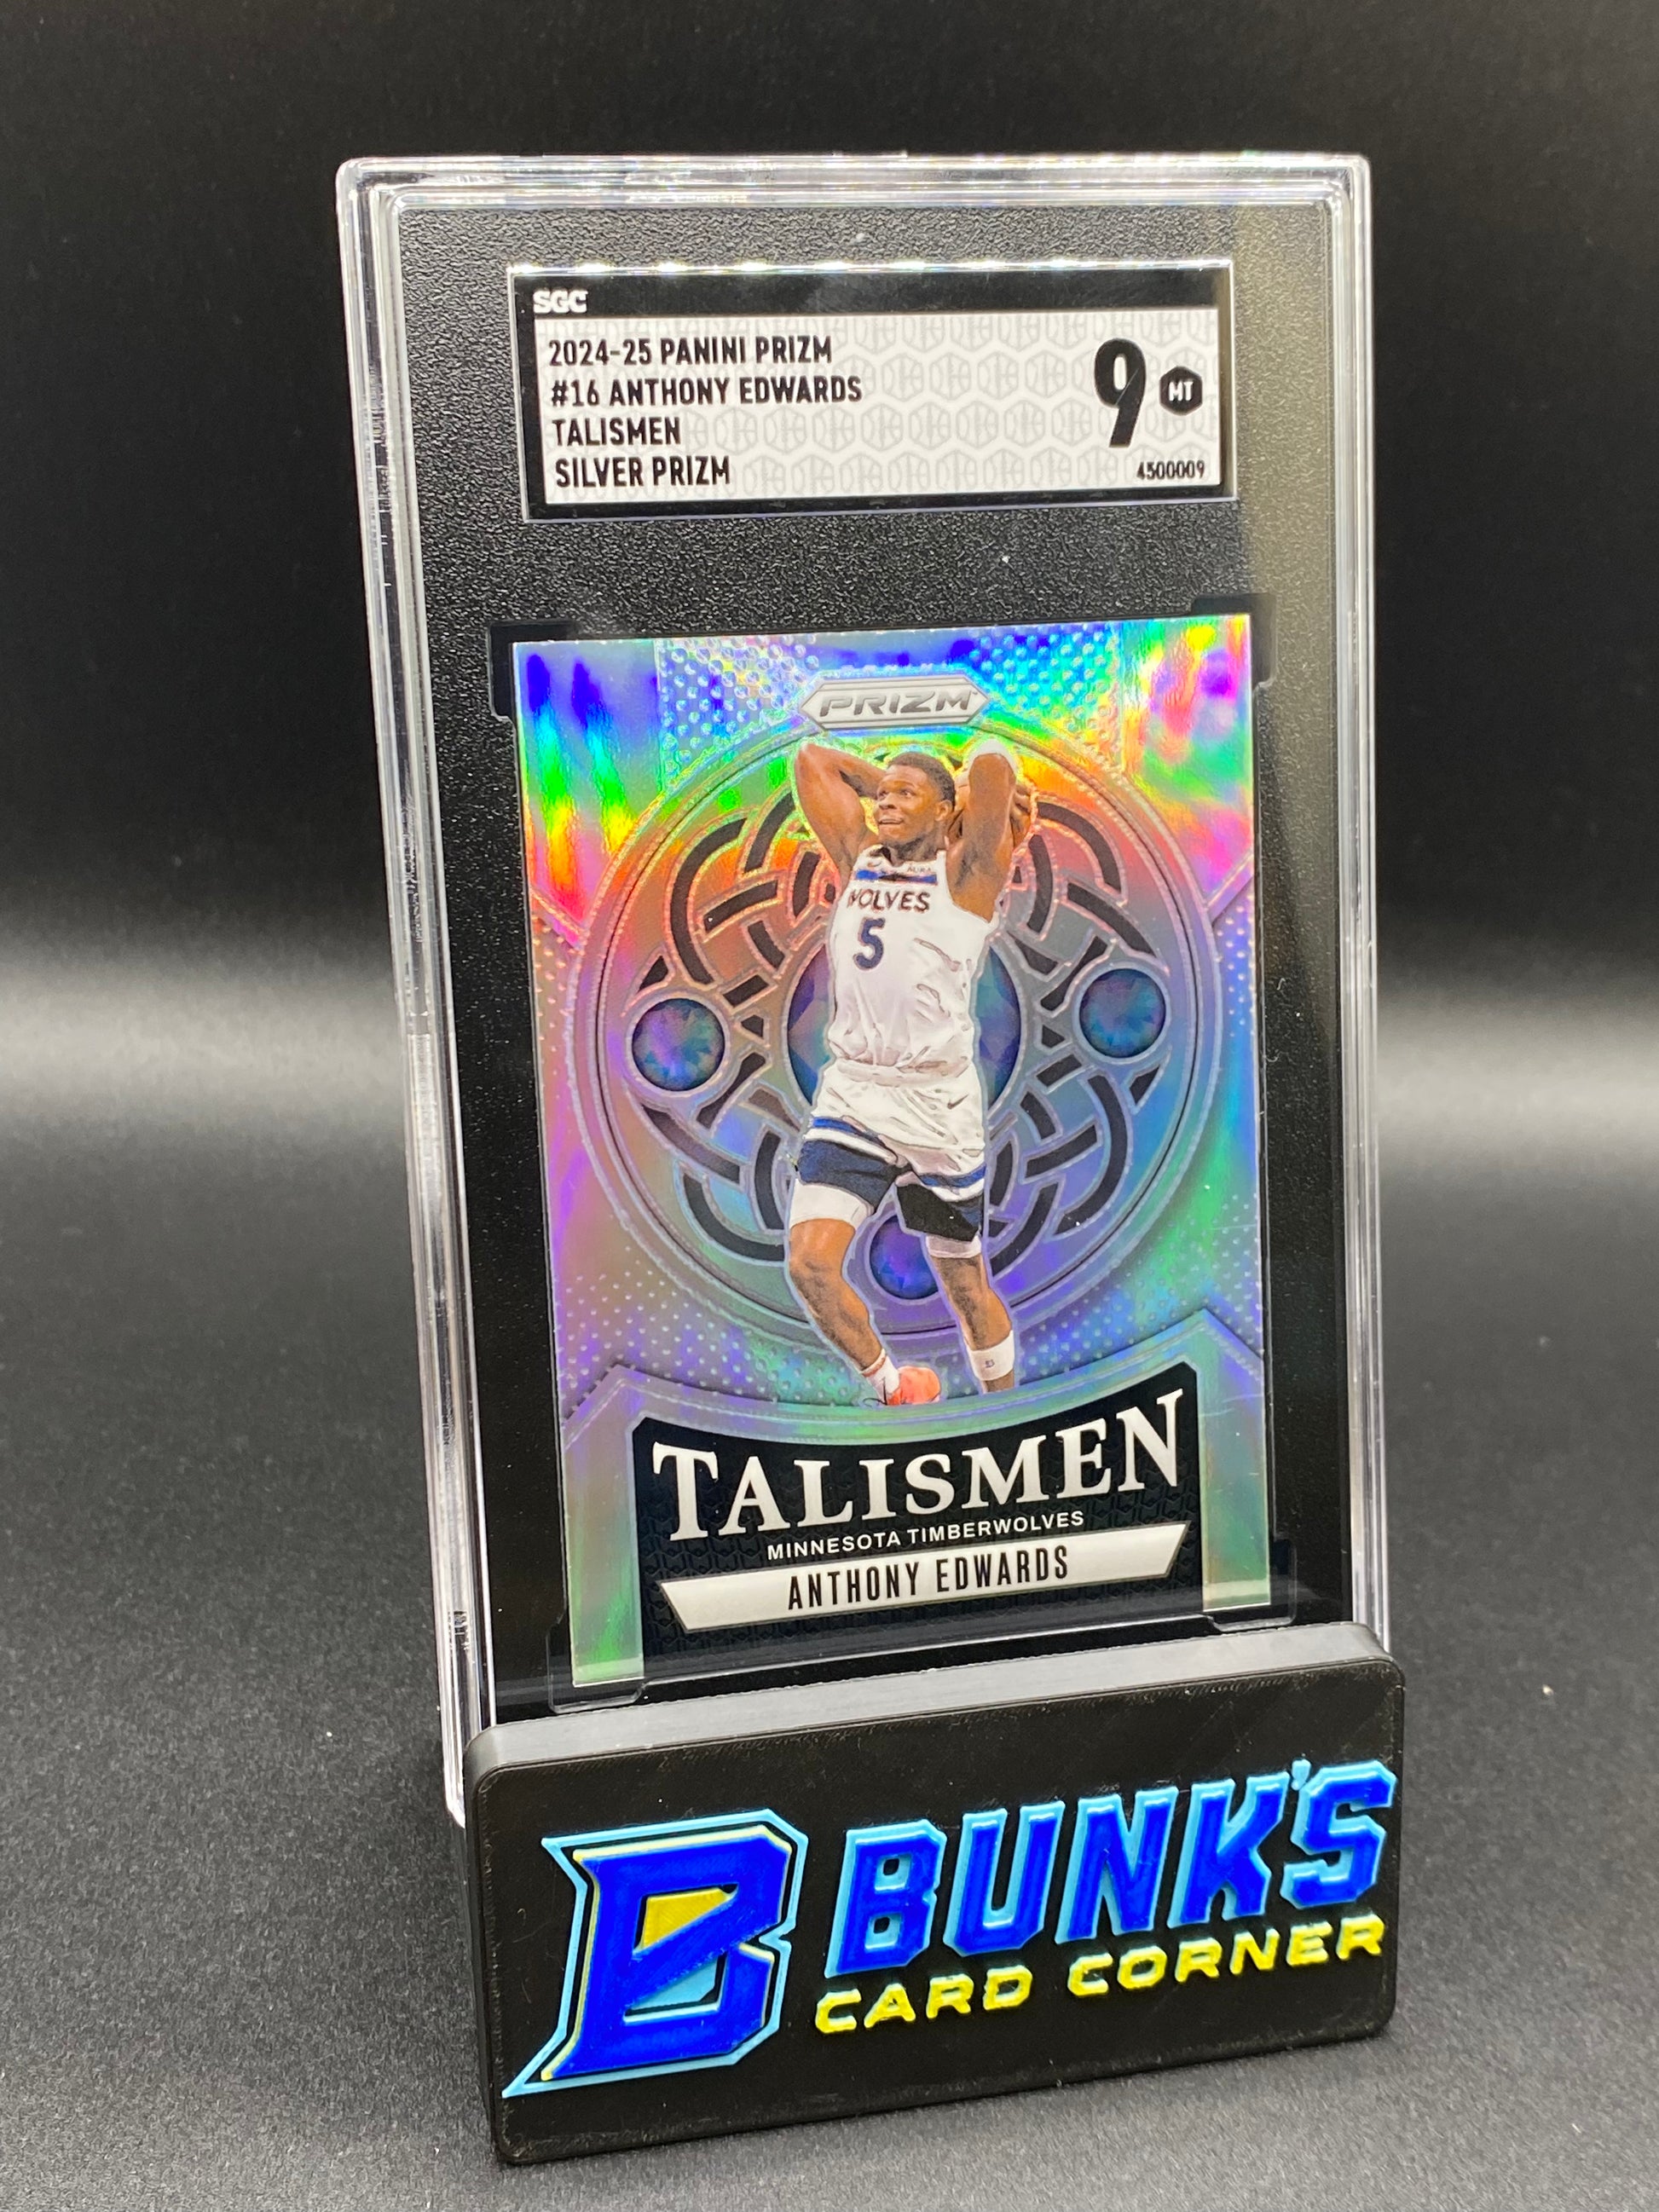 SGC
2024-25 PANINI PRIZM
#16 ANTHONY EDWARDS
TALISMEN
SILVER PRIZM
9 MT
4500009
PRIZM
WOLVES
5
TALISMEN
MINNESOTA TIMBERWOLVES
ANTHONY EDWARDS
B BUNK'S
CARD CORNER